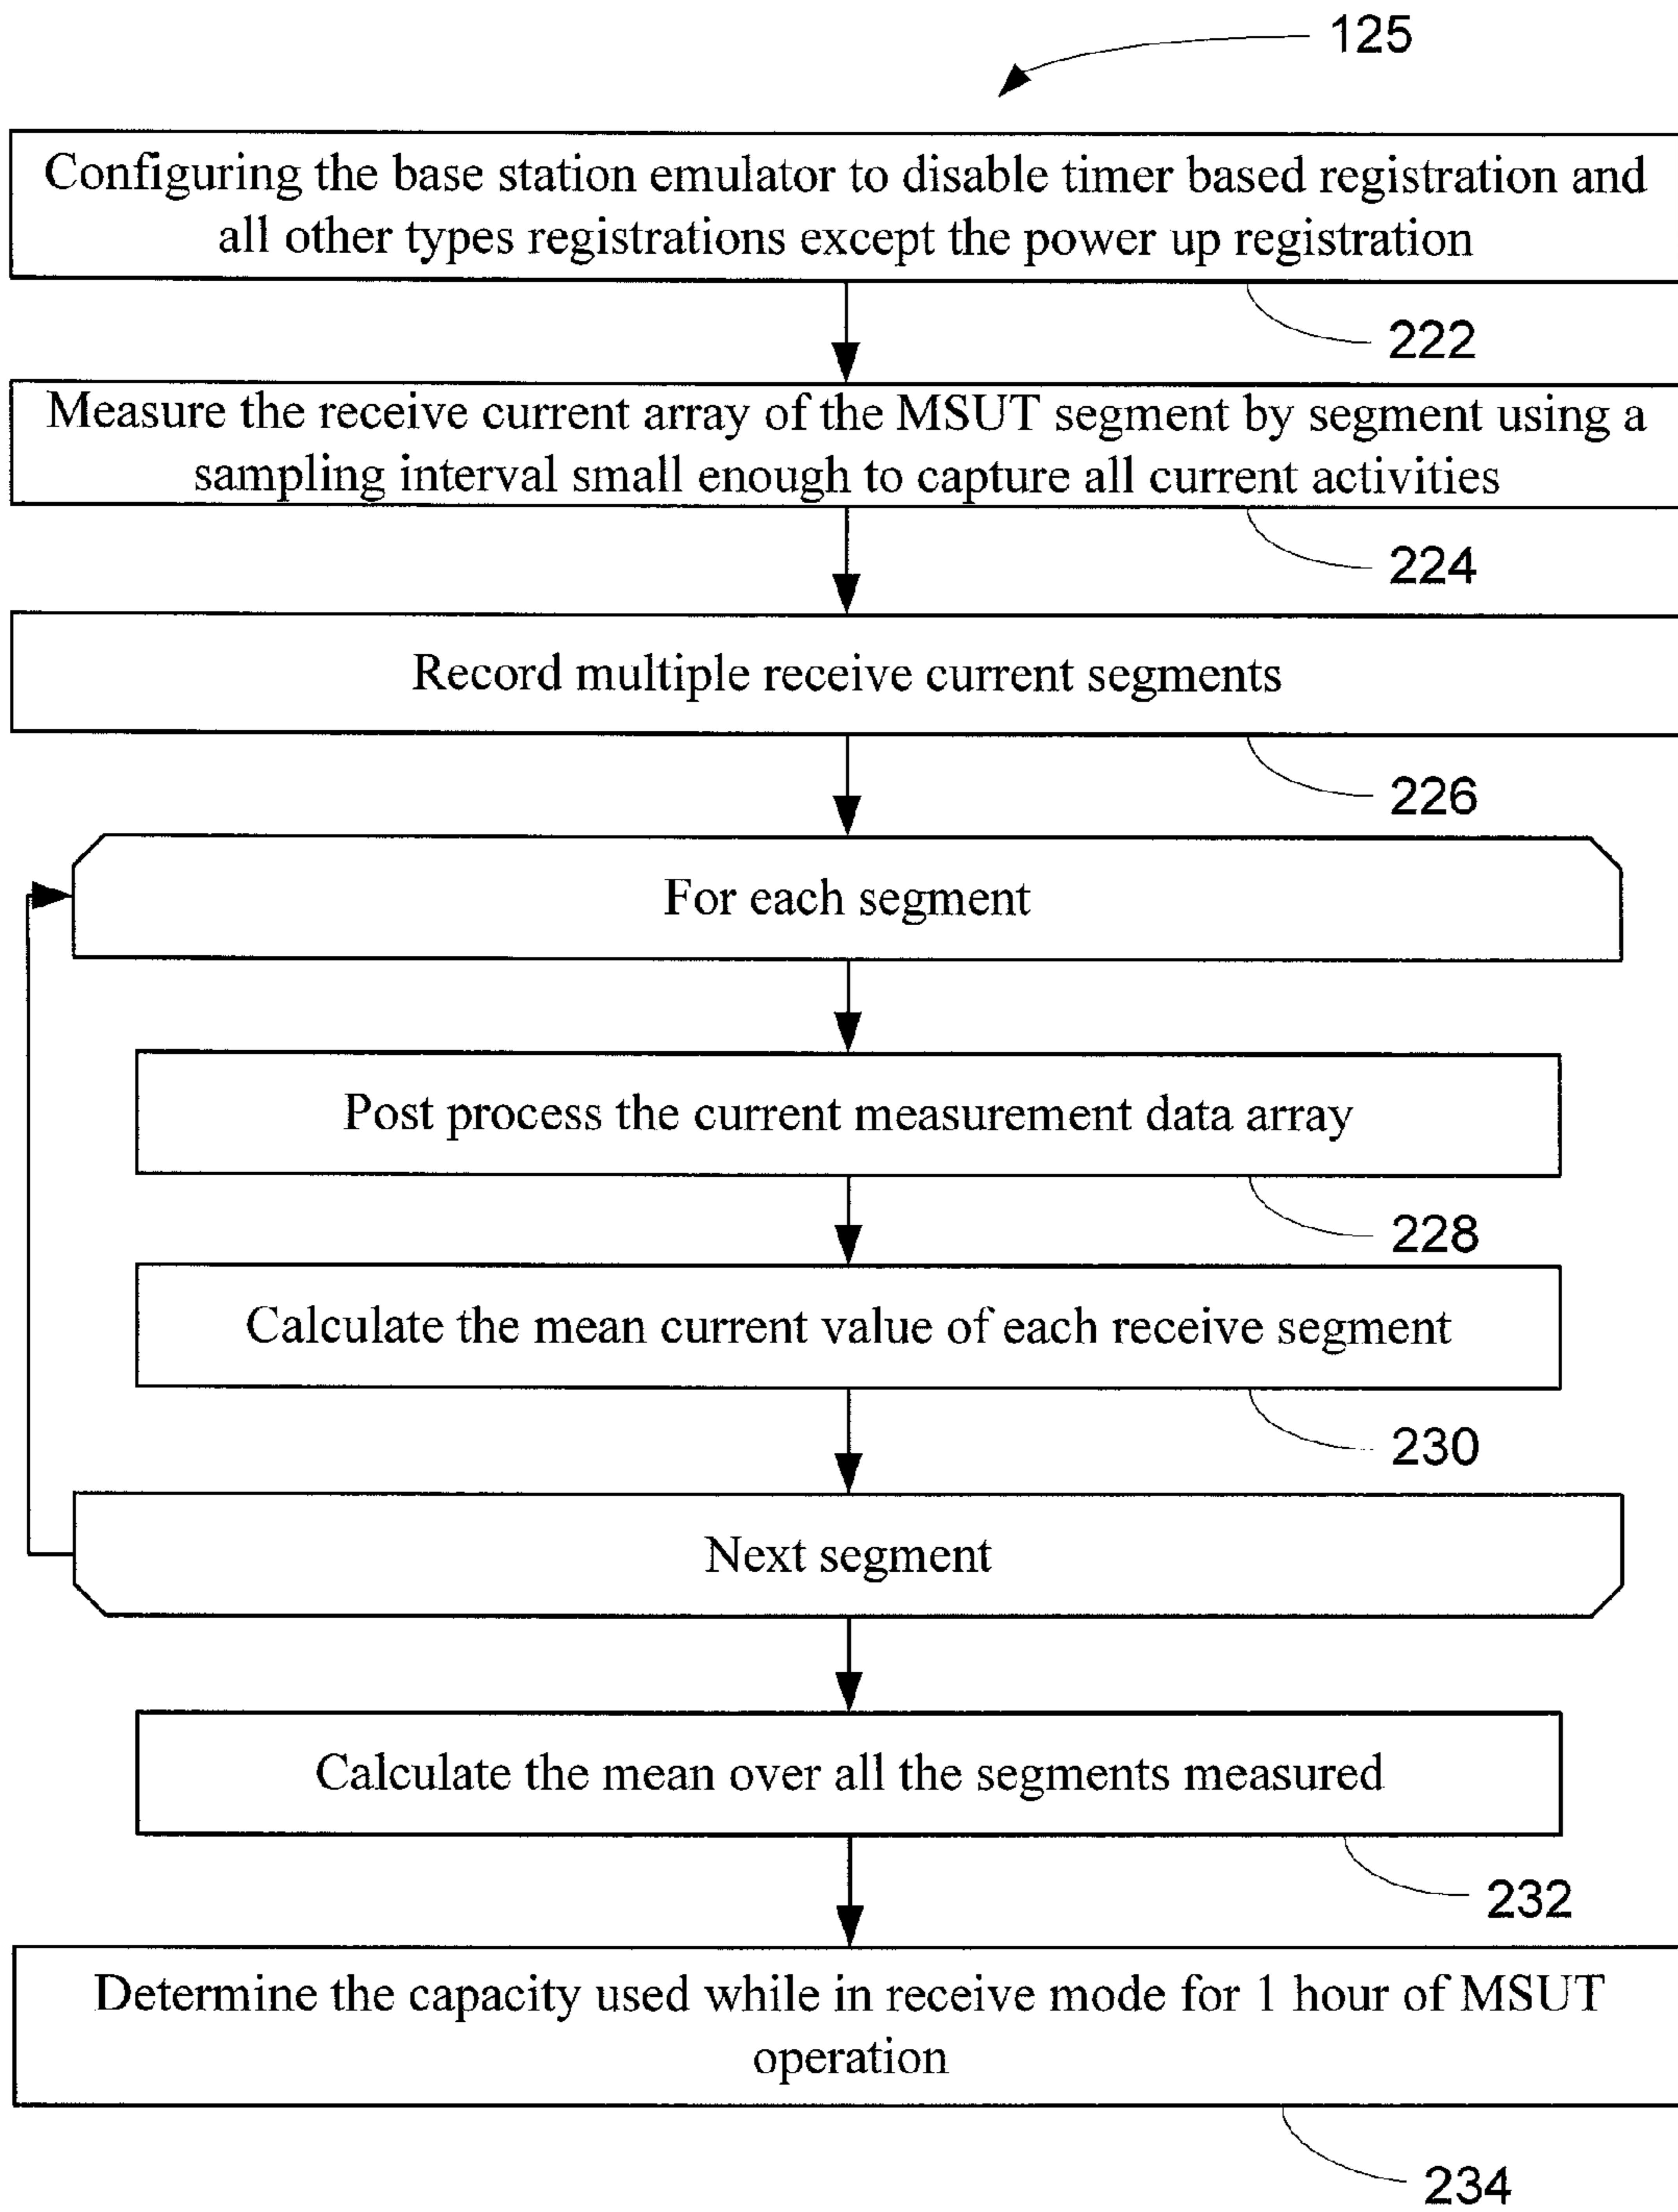 125
Configuring the base station emulator to disable timer based registration and
all other types registrations except the power up registration
222
Measure the receive current array of the MSUT segment by segment using a
sampling interval small enough to capture all current activities
224
Record multiple receive current segments
226
For each segment
Post process the current measurement data array
228
Calculate the mean current value of each receive segment
230
Next segment
Calculate the mean over all the segments measured
232
Determine the capacity used while in receive mode for 1 hour of MSUT
operation
234